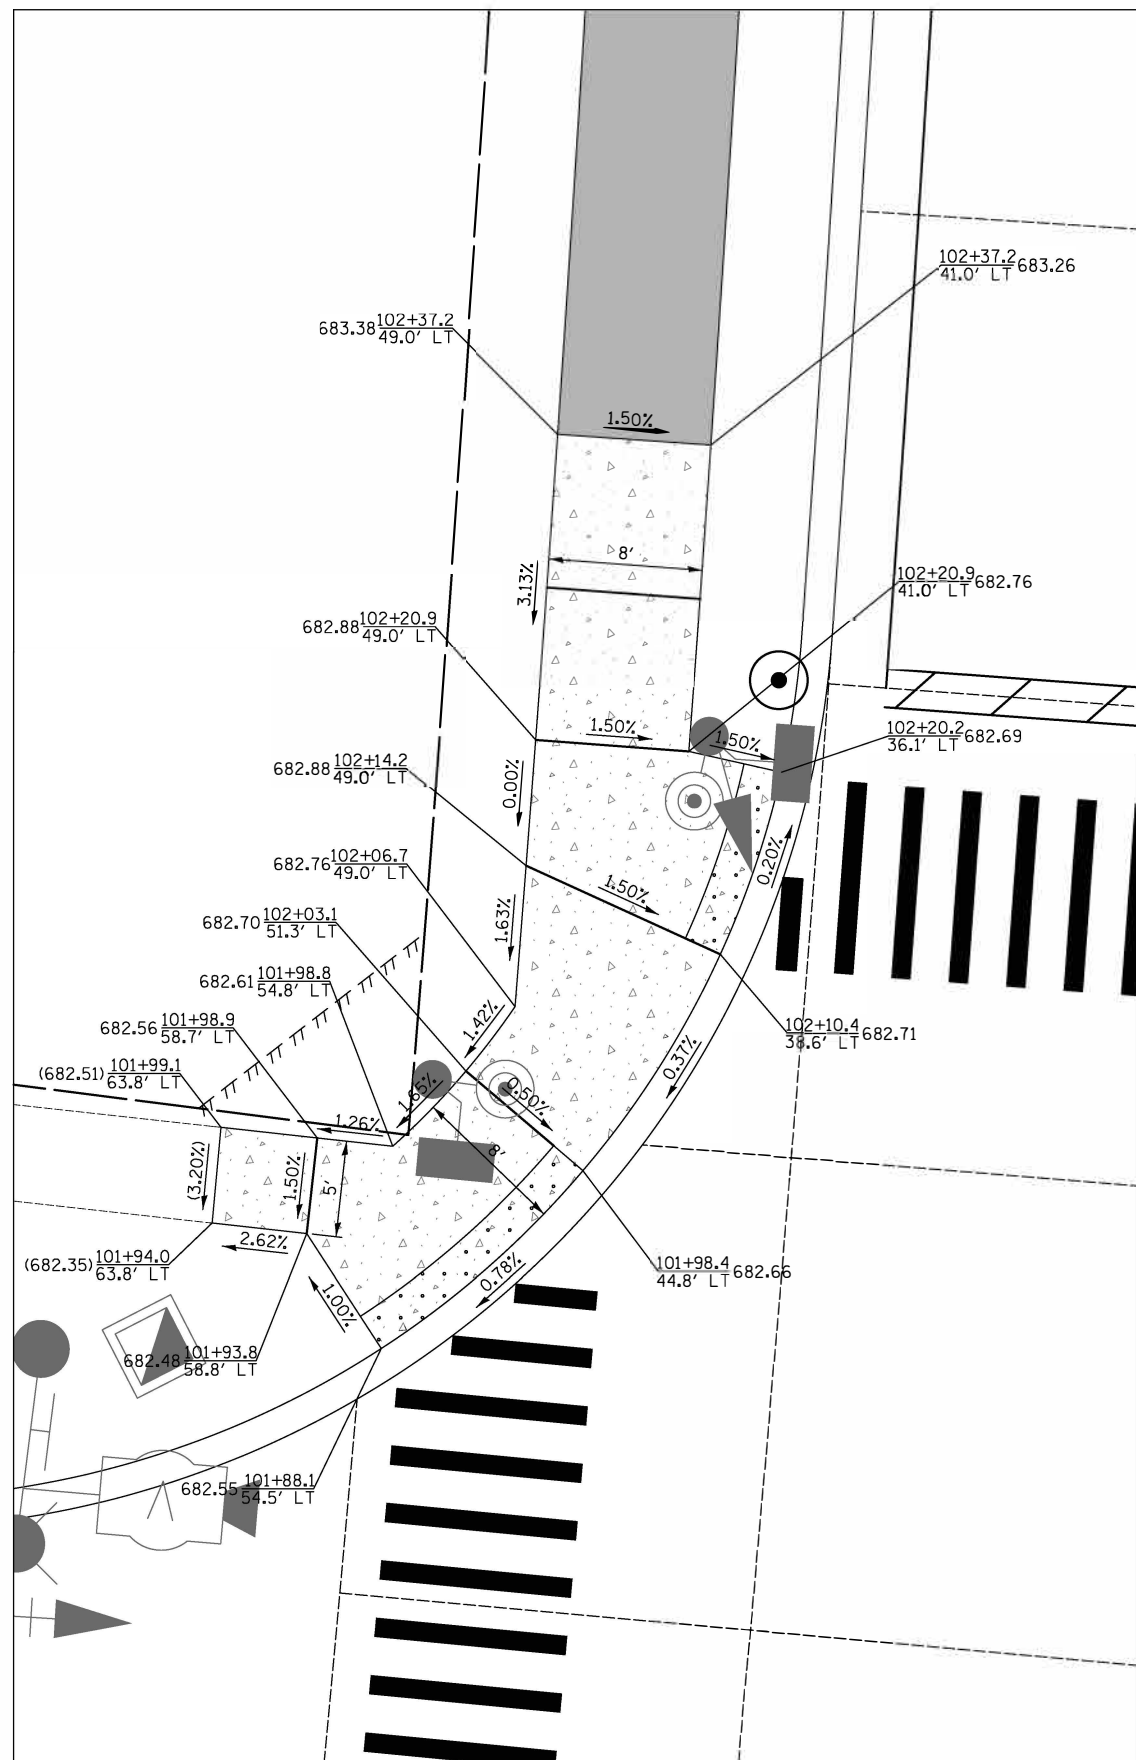 102+37.2 683.26
41.0' LT
683.38 102+37.2
49.0' LT
1.50%
8'
3.13%
102+20.9 682.76
41.0' LT
682.88 102+20.9
49.0' LT
1.50%
1.50%
102+20.2 682.69
36.1' LT
682.88 102+14.2
49.0' LT
0.00%
0.20%
682.76 102+06.7
49.0' LT
1.50%
682.70 102+03.1
51.3' LT
1.63%
682.61 101+98.8
54.8' LT
682.56 101+98.9
58.7' LT
1.42%
102+10.4 682.71
38.6' LT
0.37%
(682.51) 101+99.1
63.8' LT
1.65%
0.50%
1.26%
8'
(3.20%)
1.50%
5'
2.62%
(682.35) 101+94.0
63.8' LT
101+98.4 682.66
44.8' LT
0.78%
1.00%
682.48 101+93.8
58.8' LT
682.55 101+88.1
54.5' LT